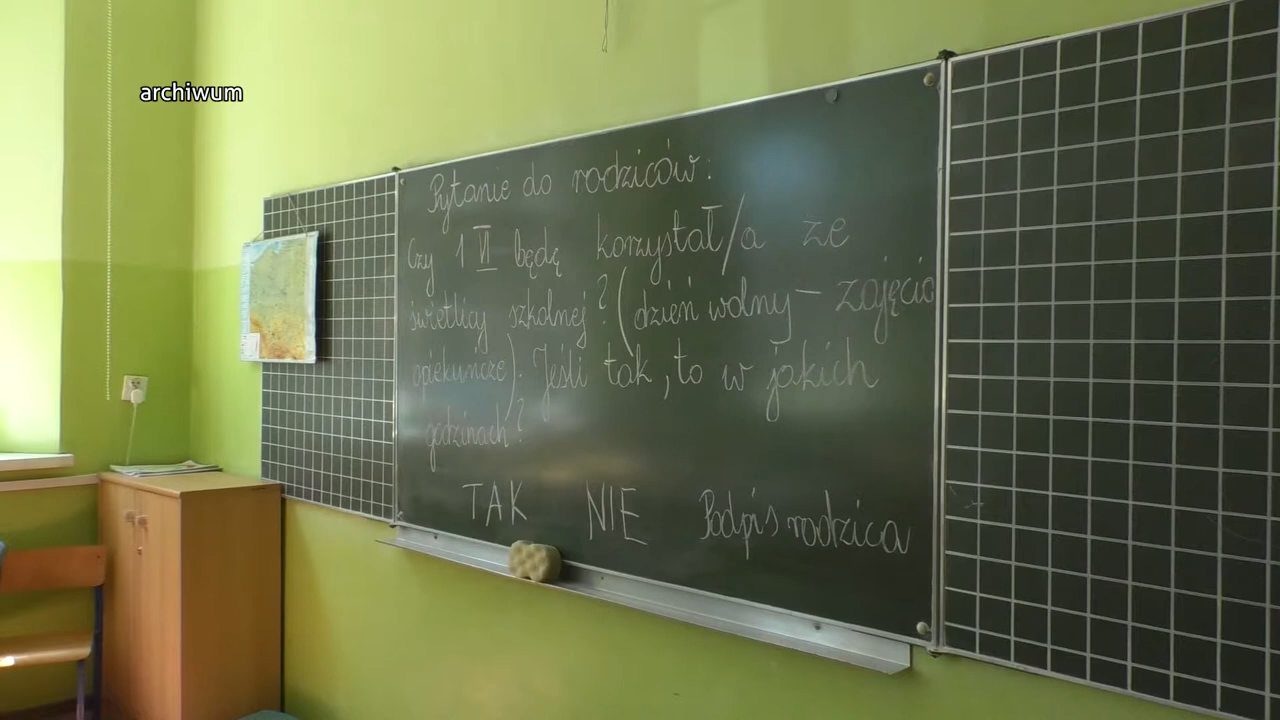 archiwum
Pytanie do rodziców:
Czy 1 VI będę korzystał/a ze
świetlicy szkolnej? (dzień wolny - zajęcia
opiekuńcze). Jeśli tak, to w jakich
godzinach?
TAK NIE Podpis rodzica